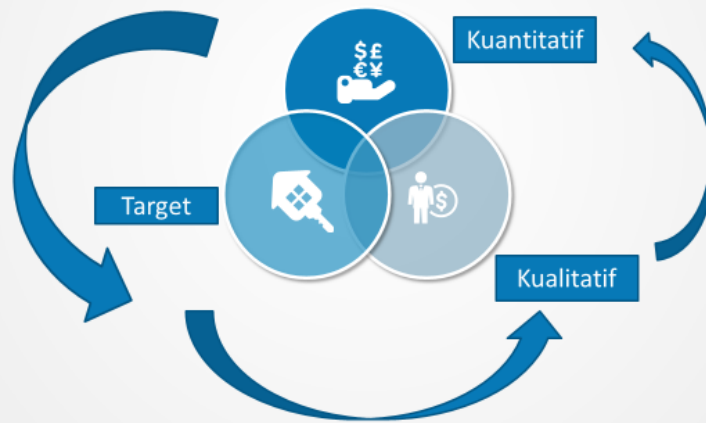 $£
€¥
Kuantitatif
$
Target
Kualitatif